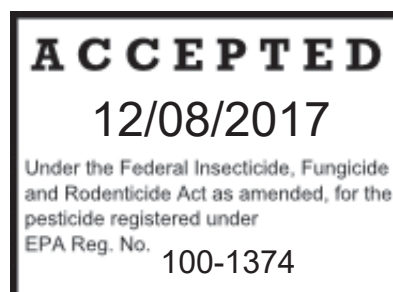 ACCEPTED
12/08/2017
Under the Federal Insecticide, Fungicide
and Rodenticide Act as amended, for the
pesticide registered under
EPA Reg. No. 100-1374